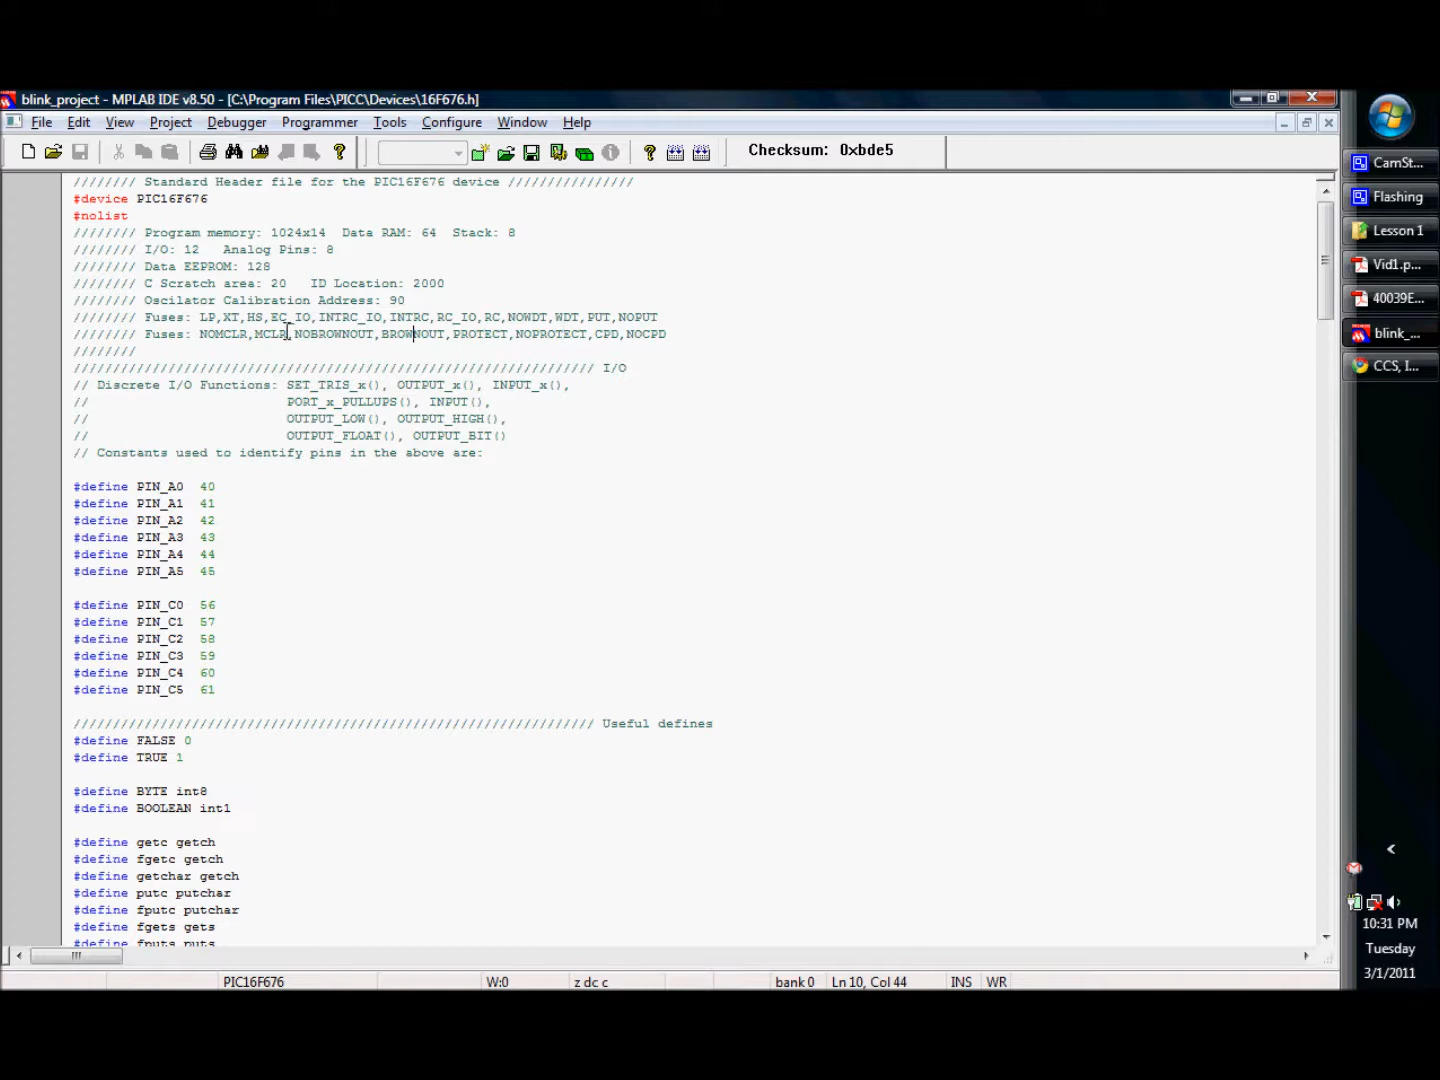 blink_project - MPLAB IDE v8.50 - [C:\Program Files\PICC\Devices\16F676.h]
File Edit View Project Debugger Programmer Tools Configure Window Help
Checksum: 0xbde5
//////// Standard Header file for the PIC16F676 device ////////////////
#device PIC16F676
#nolist
//////// Program memory: 1024x14  Data RAM: 64  Stack: 8
//////// I/O: 12   Analog Pins: 8
//////// Data EEPROM: 128
//////// C Scratch area: 20   ID Location: 2000
//////// Oscilator Calibration Address: 90
//////// Fuses: LP,XT,HS,EC_IO,INTRC_IO,INTRC,RC_IO,RC,NOWDT,WDT,PUT,NOPUT
//////// Fuses: NOMCLR,MCLR,NOBROWNOUT,BROWNOUT,PROTECT,NOPROTECT,CPD,NOCPD
////////
////////////////////////////////////////////////////////////////// I/O
// Discrete I/O Functions: SET_TRIS_x(), OUTPUT_x(), INPUT_x(),
//                         PORT_x_PULLUPS(), INPUT(),
//                         OUTPUT_LOW(), OUTPUT_HIGH(),
//                         OUTPUT_FLOAT(), OUTPUT_BIT()
// Constants used to identify pins in the above are:
#define PIN_A0  40
#define PIN_A1  41
#define PIN_A2  42
#define PIN_A3  43
#define PIN_A4  44
#define PIN_A5  45
#define PIN_C0  56
#define PIN_C1  57
#define PIN_C2  58
#define PIN_C3  59
#define PIN_C4  60
#define PIN_C5  61
////////////////////////////////////////////////////////////////// Useful defines
#define FALSE 0
#define TRUE 1
#define BYTE int8
#define BOOLEAN int1
#define getc getch
#define fgetc getch
#define getchar getch
#define putc putchar
#define fputc putchar
#define fgets gets
#define fputs puts
PIC16F676 W:0 z dc c bank 0 Ln 10, Col 44 INS WR
CamSt...
Flashing
Lesson 1
Vid1.p...
40039E...
blink_...
CCS, I...
10:31 PM
Tuesday
3/1/2011